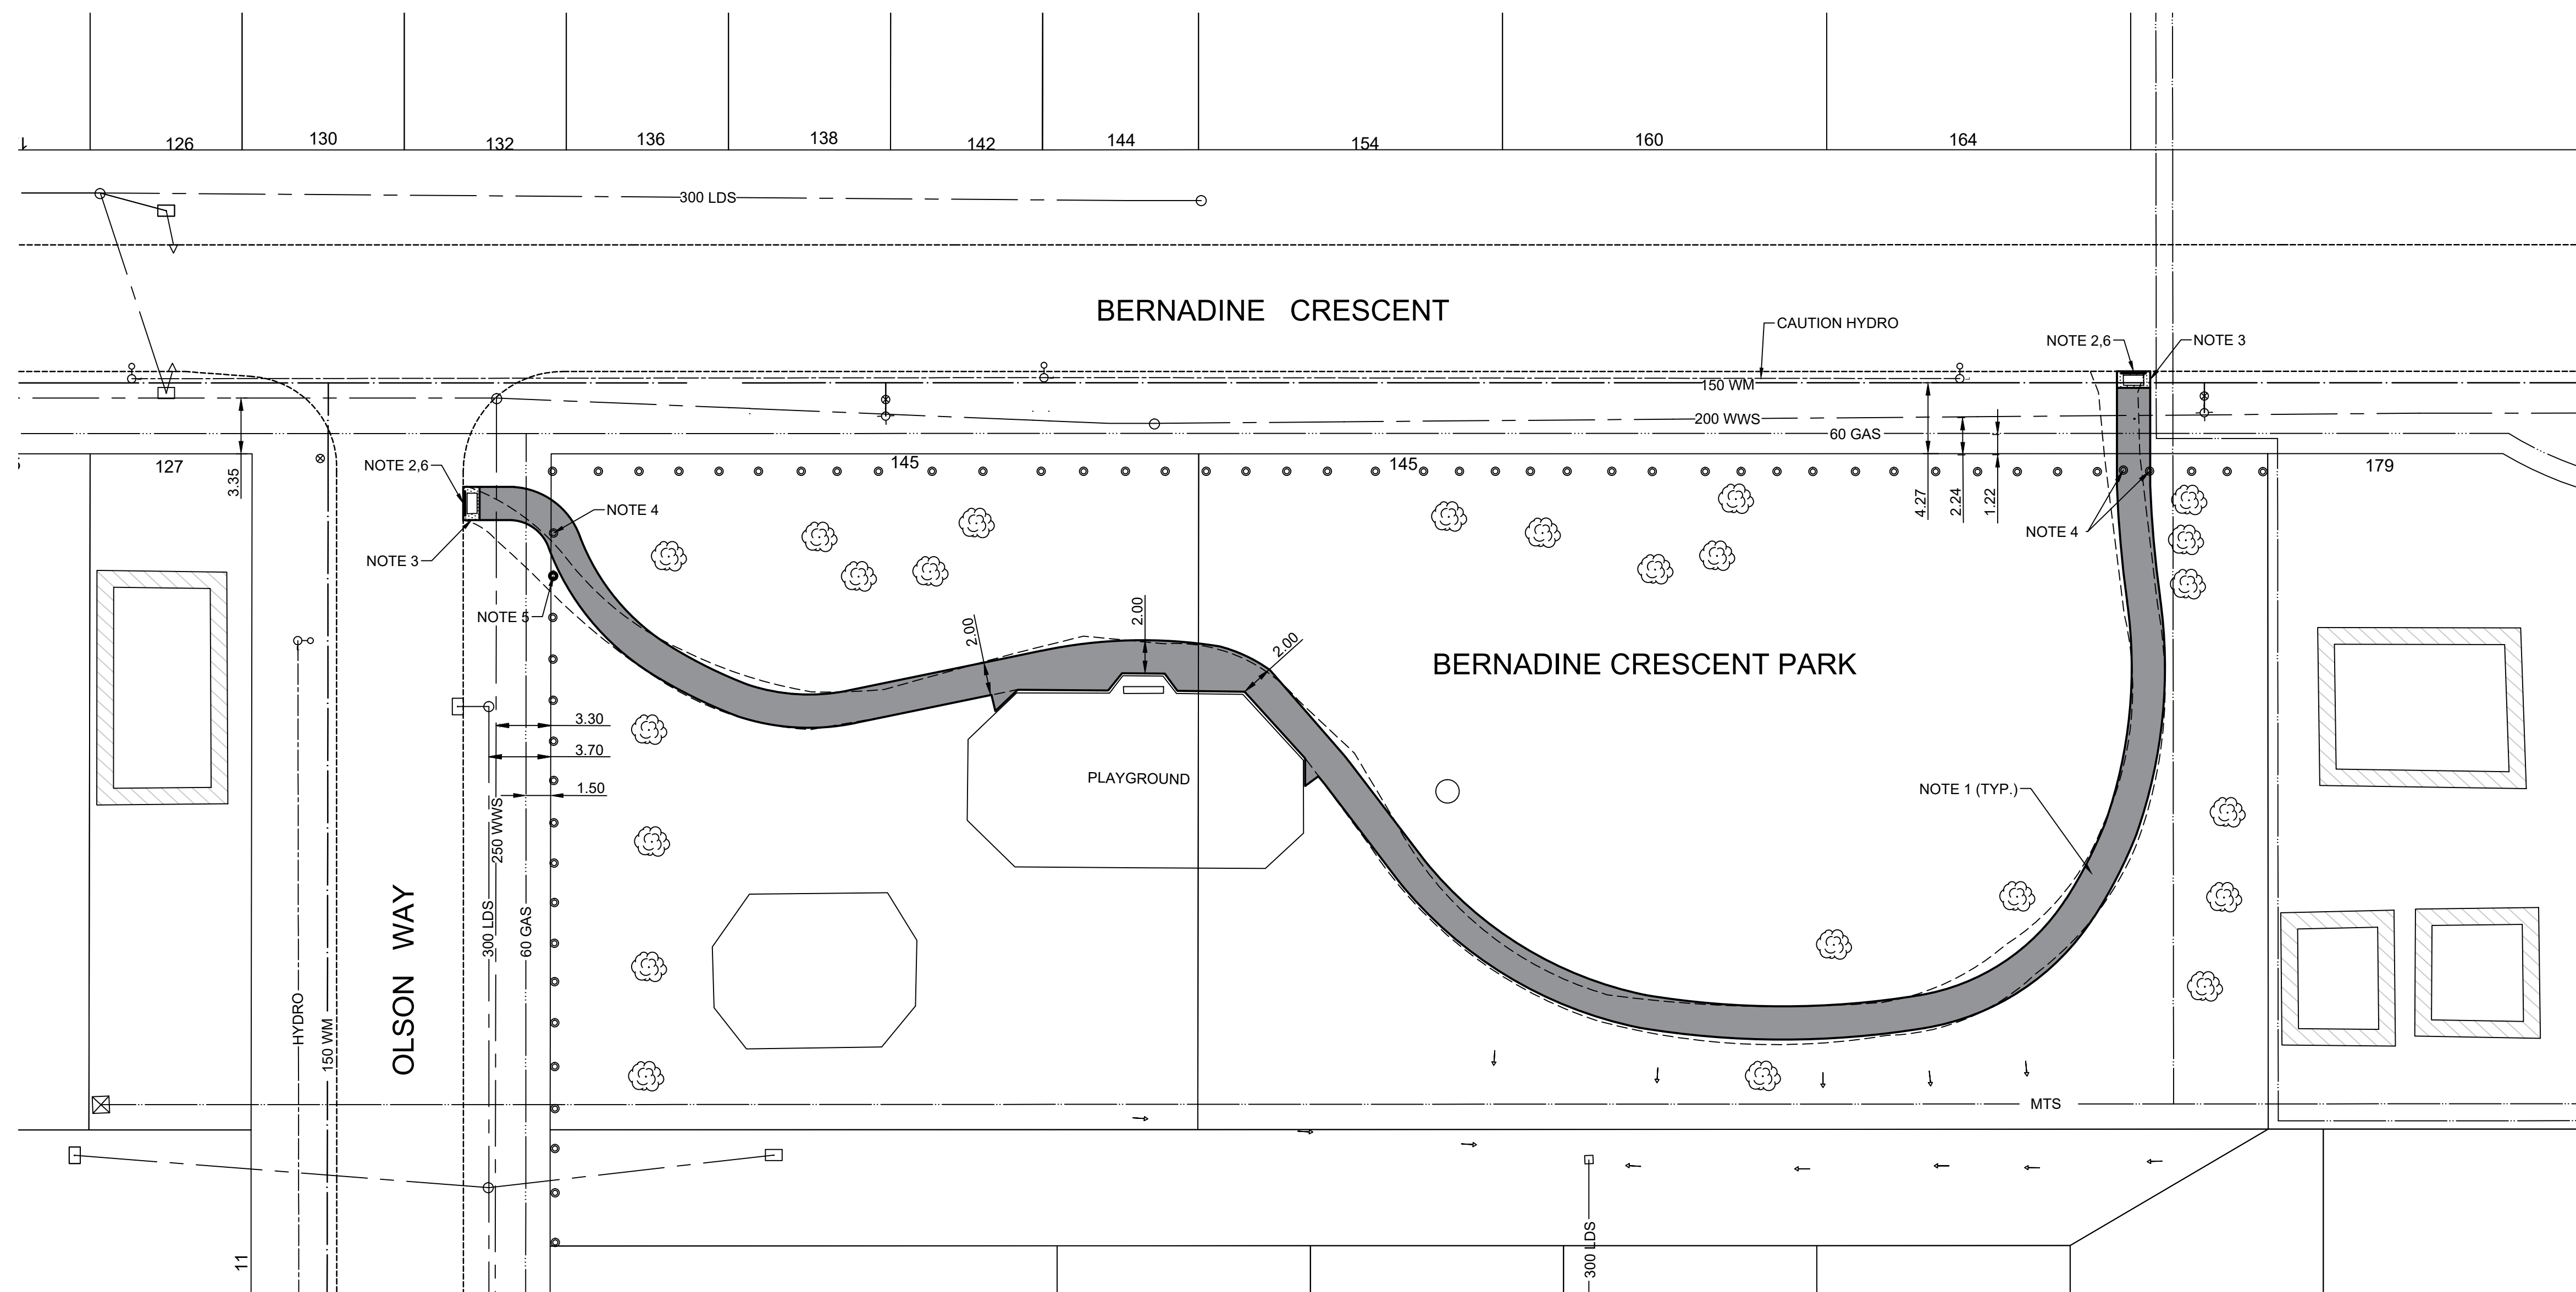 126
130
132
136
138
142
144
154
160
164
300 LDS
BERNADINE CRESCENT
CAUTION HYDRO
NOTE 2,6
NOTE 3
150 WM
200 WWS
60 GAS
127
NOTE 2,6
145
145
179
3.35
4.27
2.24
1.22
NOTE 4
NOTE 4
NOTE 3
NOTE 5
2.00
2.00
2.00
BERNADINE CRESCENT PARK
3.30
3.70
1.50
PLAYGROUND
NOTE 1 (TYP.)
250 WWS
300 LDS
60 GAS
OLSON WAY
HYDRO
150 WM
MTS
11
300 LDS